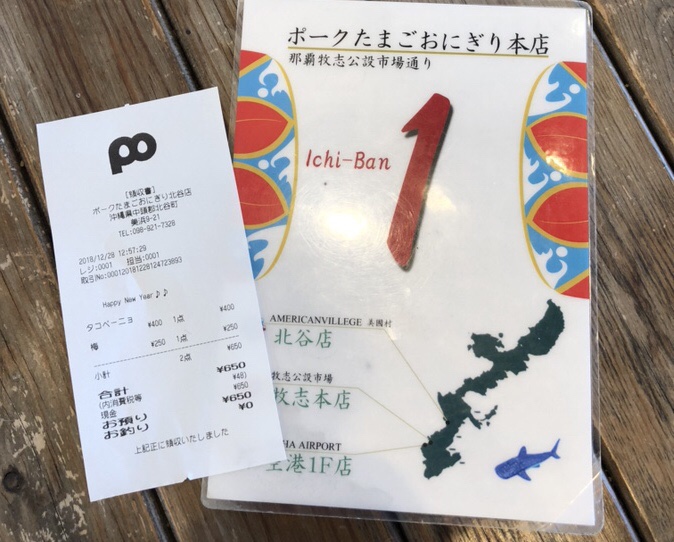 PO
[領収書]
ポークたまごおにぎり北谷店
沖縄県中頭郡北谷町
美浜9-21
TEL:098-921-7328
2018/12/28 12:57:29
レジ:0001 担当:0001
取引No:00012018122812472​3893
Happy New Year♪♪
タコベーニョ ¥400
¥400 1点
梅 ¥250
¥250 1点
2点
小計 ¥650
合計 ¥650
(内消費税等 ¥48)
現金 ¥650
お預り ¥650
お釣り ¥0
上記正に領収いたしました
ポークたまごおにぎり本店
那覇牧志公設市場通り
1
Ichi-Ban
AMERICANVILLEGE 美國村
北谷店
牧志公設市場
牧志本店
HA AIRPORT
空港1F店